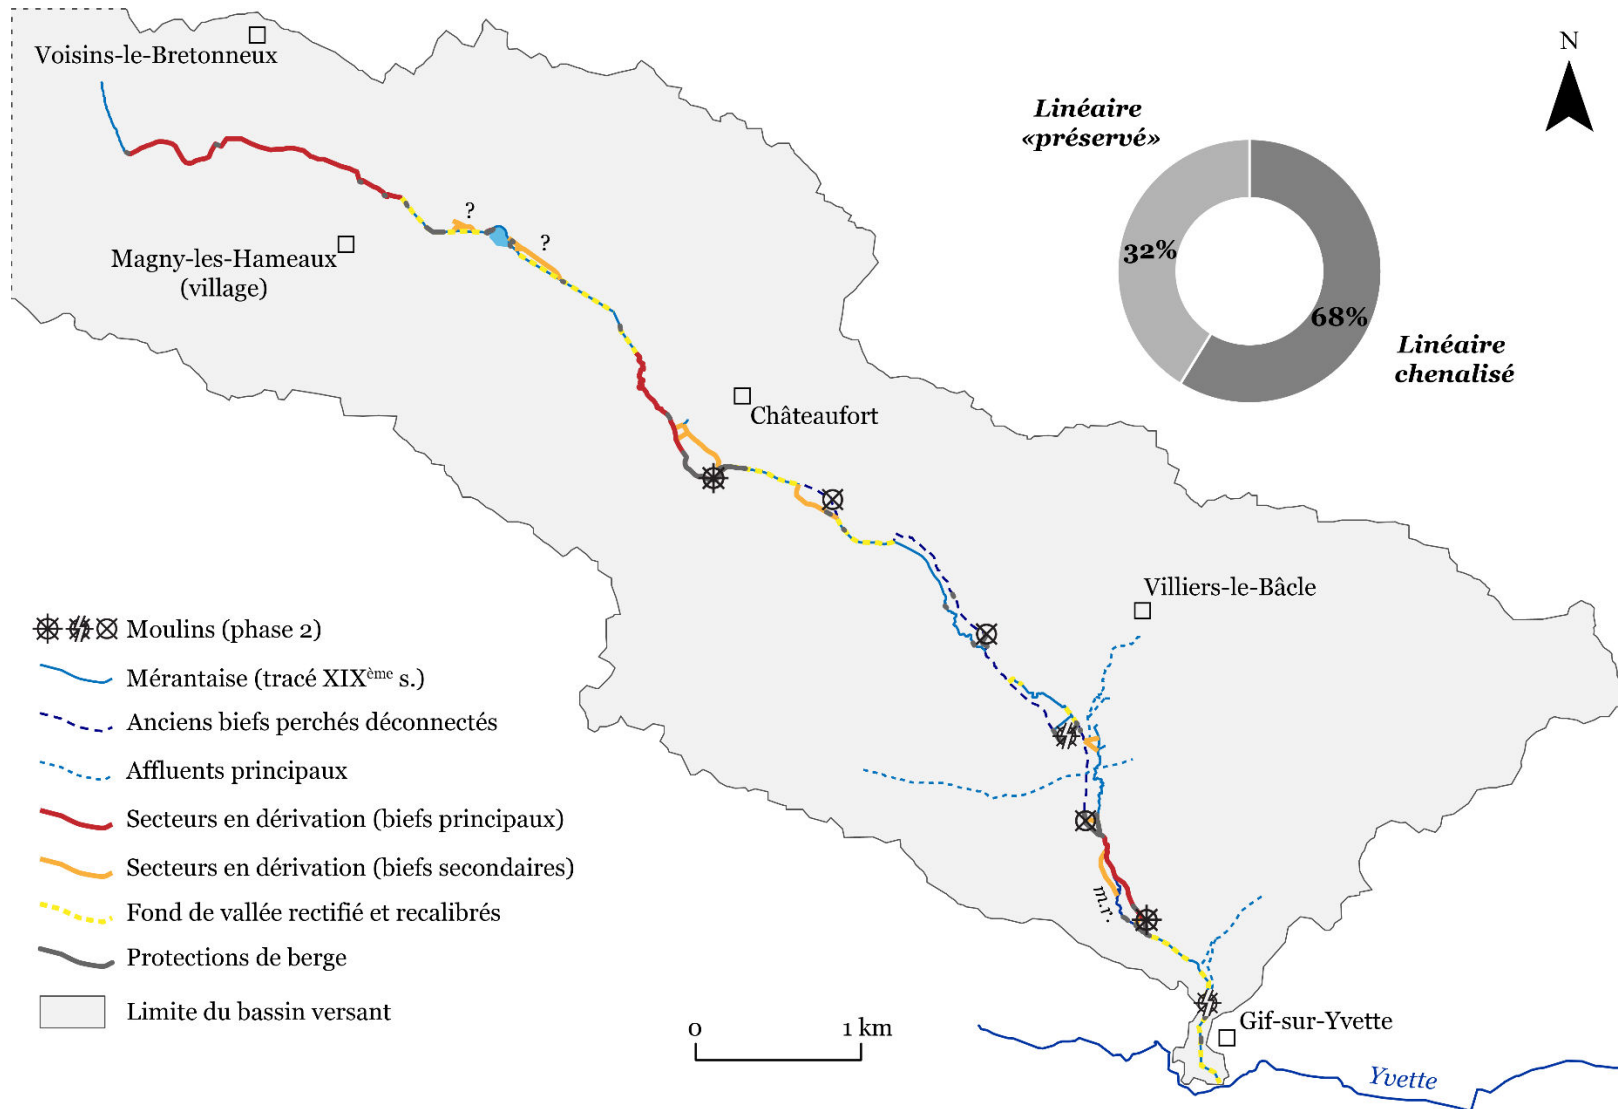 Voisins-le-Bretonneux
N
Linéaire
«préservé»
32%
68%
Linéaire
chenalisé
?
?
Magny-les-Hameaux
(village)
Châteaufort
Villiers-le-Bâcle
m.r.
Moulins (phase 2)
Mérantaise (tracé XIXème s.)
Anciens biefs perchés déconnectés
Affluents principaux
Secteurs en dérivation (biefs principaux)
Secteurs en dérivation (biefs secondaires)
Fond de vallée rectifié et recalibrés
Protections de berge
Limite du bassin versant
0 1 km
Gif-sur-Yvette
Yvette